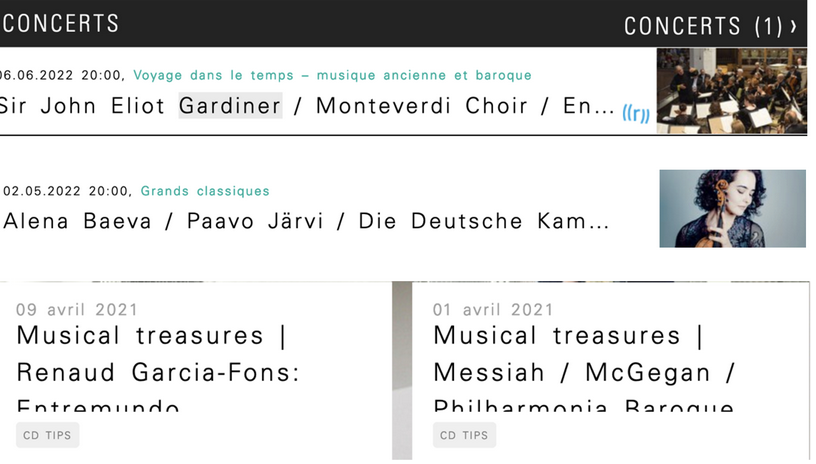 CONCERTS
CONCERTS (1) ›
06.06.2022 20:00, Voyage dans le temps – musique ancienne et baroque
Sir John Eliot Gardiner / Monteverdi Choir / En...
((r))
02.05.2022 20:00, Grands classiques
Alena Baeva / Paavo Järvi / Die Deutsche Kam...
09 avril 2021
Musical treasures |
Renaud Garcia-Fons:
Entremundo
CD TIPS
01 avril 2021
Musical treasures |
Messiah / McGegan /
Philharmonia Baroque
CD TIPS